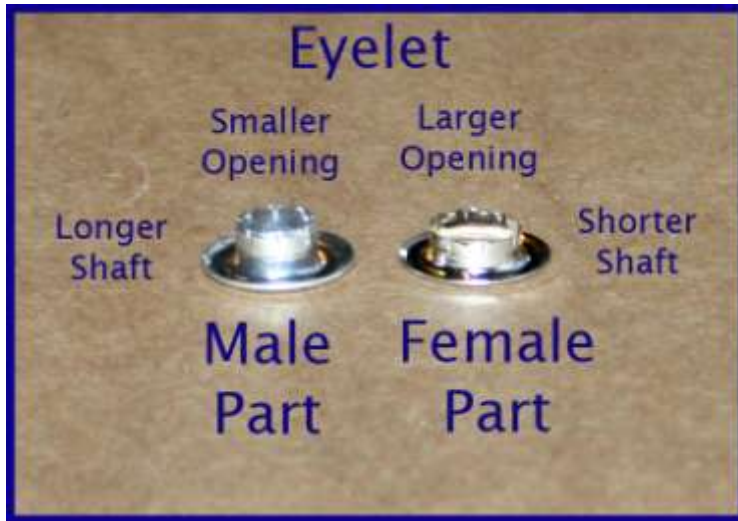 Eyelet
Smaller
Opening
Larger
Opening
Longer
Shaft
Shorter
Shaft
Male
Part
Female
Part